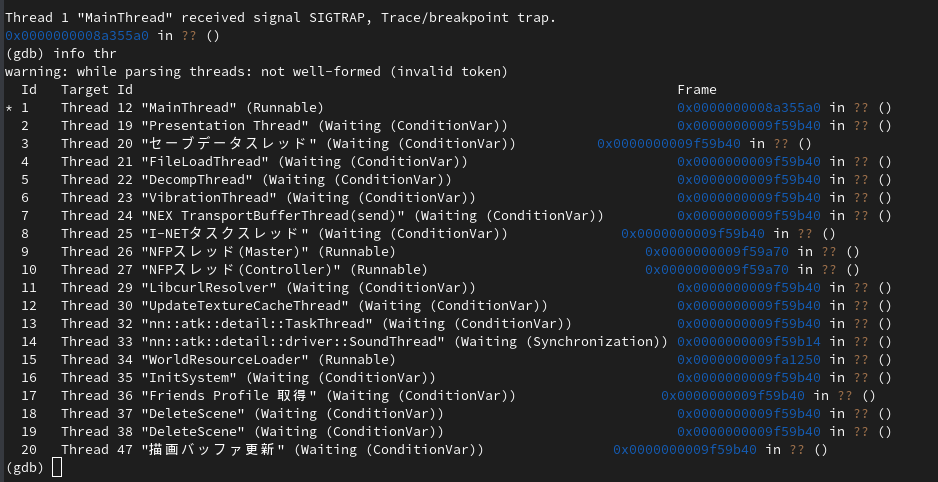 Thread 1 "MainThread" received signal SIGTRAP, Trace/breakpoint trap.
0x0000000008a355a0 in ?? ()
(gdb) info thr
warning: while parsing threads: not well-formed (invalid token)
  Id   Target Id                                                              Frame
* 1    Thread 12 "MainThread" (Runnable)                                      0x0000000008a355a0 in ?? ()
  2    Thread 19 "Presentation Thread" (Waiting (ConditionVar))               0x0000000009f59b40 in ?? ()
  3    Thread 20 "セーブデータスレッド" (Waiting (ConditionVar))          0x0000000009f59b40 in ?? ()
  4    Thread 21 "FileLoadThread" (Waiting (ConditionVar))                    0x0000000009f59b40 in ?? ()
  5    Thread 22 "DecompThread" (Waiting (ConditionVar))                      0x0000000009f59b40 in ?? ()
  6    Thread 23 "VibrationThread" (Waiting (ConditionVar))                   0x0000000009f59b40 in ?? ()
  7    Thread 24 "NEX TransportBufferThread(send)" (Waiting (ConditionVar))   0x0000000009f59b40 in ?? ()
  8    Thread 25 "I-NETタスクスレッド" (Waiting (ConditionVar))              0x0000000009f59b40 in ?? ()
  9    Thread 26 "NFPスレッド(Master)" (Runnable)                               0x0000000009f59a70 in ?? ()
  10   Thread 27 "NFPスレッド(Controller)" (Runnable)                           0x0000000009f59a70 in ?? ()
  11   Thread 29 "LibcurlResolver" (Waiting (ConditionVar))                   0x0000000009f59b40 in ?? ()
  12   Thread 30 "UpdateTextureCacheThread" (Waiting (ConditionVar))          0x0000000009f59b40 in ?? ()
  13   Thread 32 "nn::atk::detail::TaskThread" (Waiting (ConditionVar))       0x0000000009f59b40 in ?? ()
  14   Thread 33 "nn::atk::detail::driver::SoundThread" (Waiting (Synchronization)) 0x0000000009f59b14 in ?? ()
  15   Thread 34 "WorldResourceLoader" (Runnable)                             0x0000000009fa1250 in ?? ()
  16   Thread 35 "InitSystem" (Waiting (ConditionVar))                        0x0000000009f59b40 in ?? ()
  17   Thread 36 "Friends Profile 取得" (Waiting (ConditionVar))                  0x0000000009f59b40 in ?? ()
  18   Thread 37 "DeleteScene" (Waiting (ConditionVar))                       0x0000000009f59b40 in ?? ()
  19   Thread 38 "DeleteScene" (Waiting (ConditionVar))                       0x0000000009f59b40 in ?? ()
  20   Thread 47 "描画バッファ更新" (Waiting (ConditionVar))                0x0000000009f59b40 in ?? ()
(gdb)